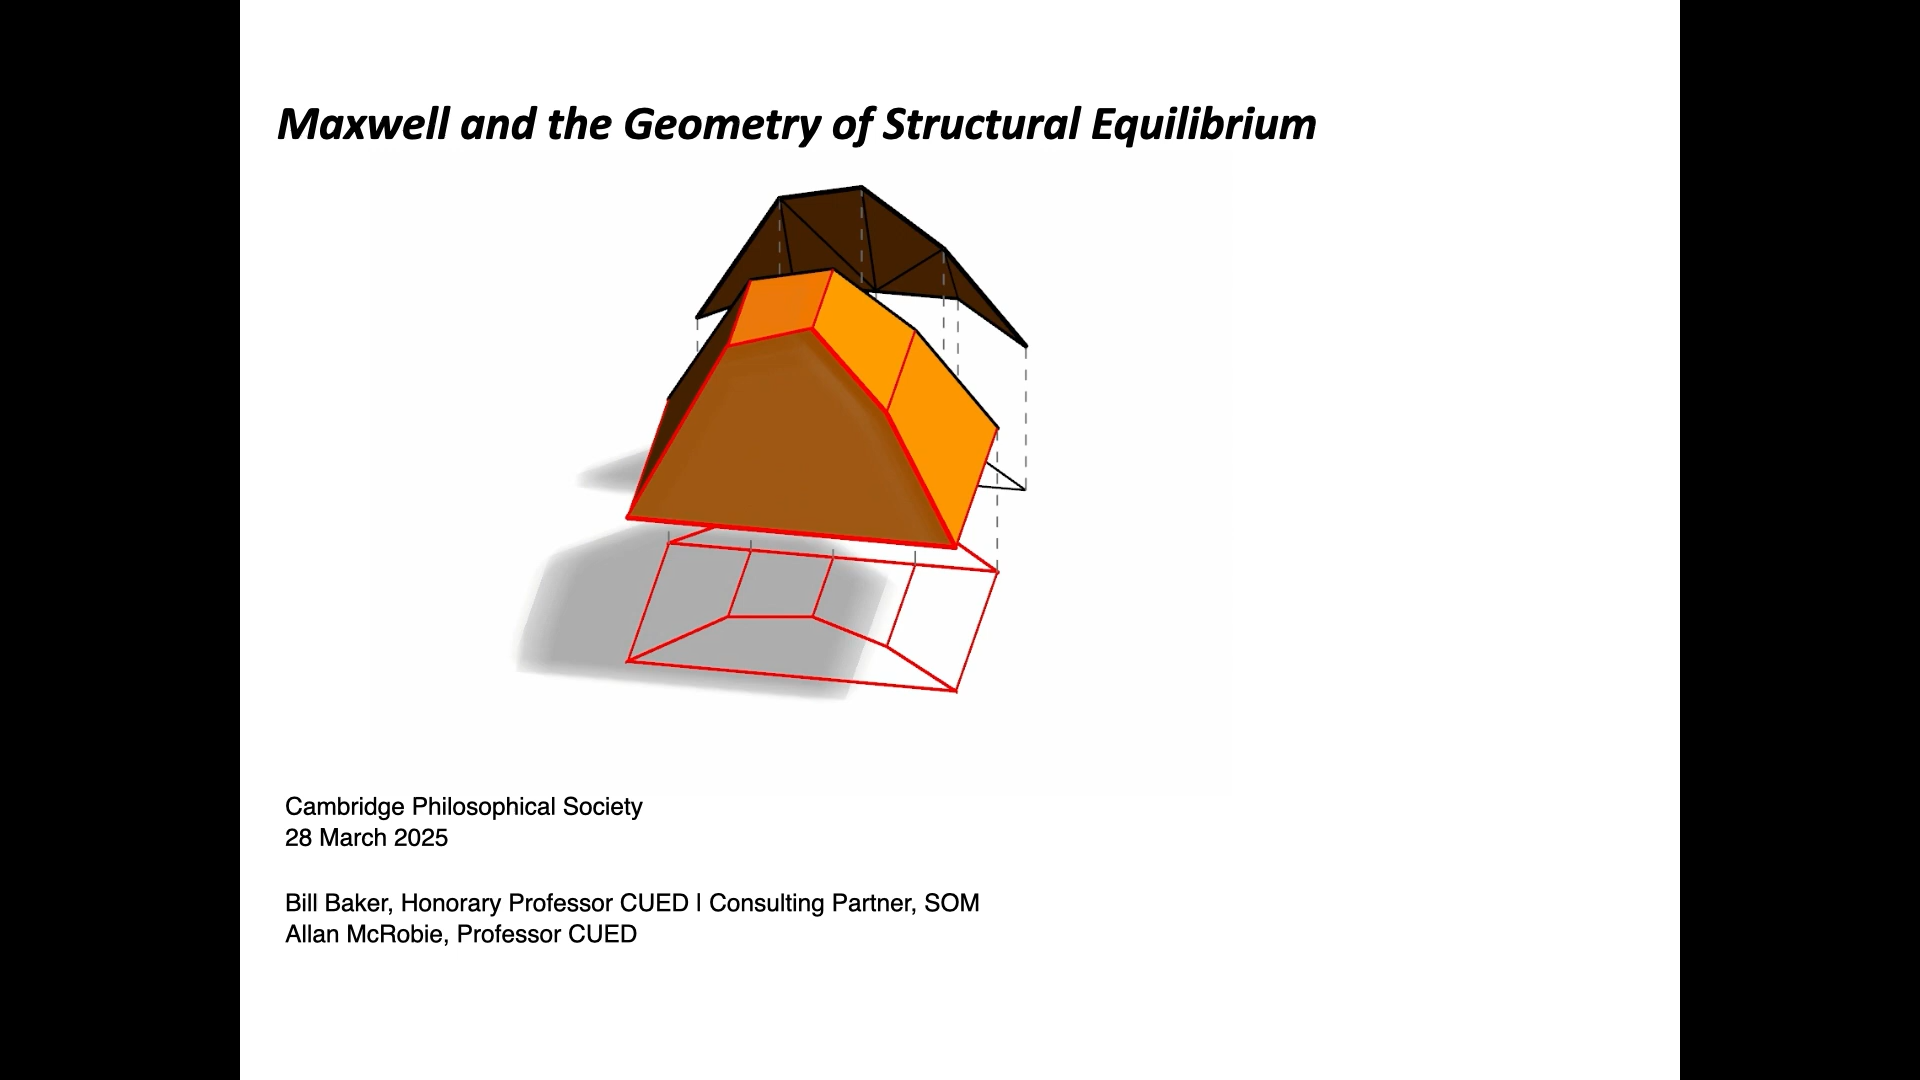 Maxwell and the Geometry of Structural Equilibrium
Cambridge Philosophical Society
28 March 2025
Bill Baker, Honorary Professor CUED | Consulting Partner, SOM
Allan McRobie, Professor CUED